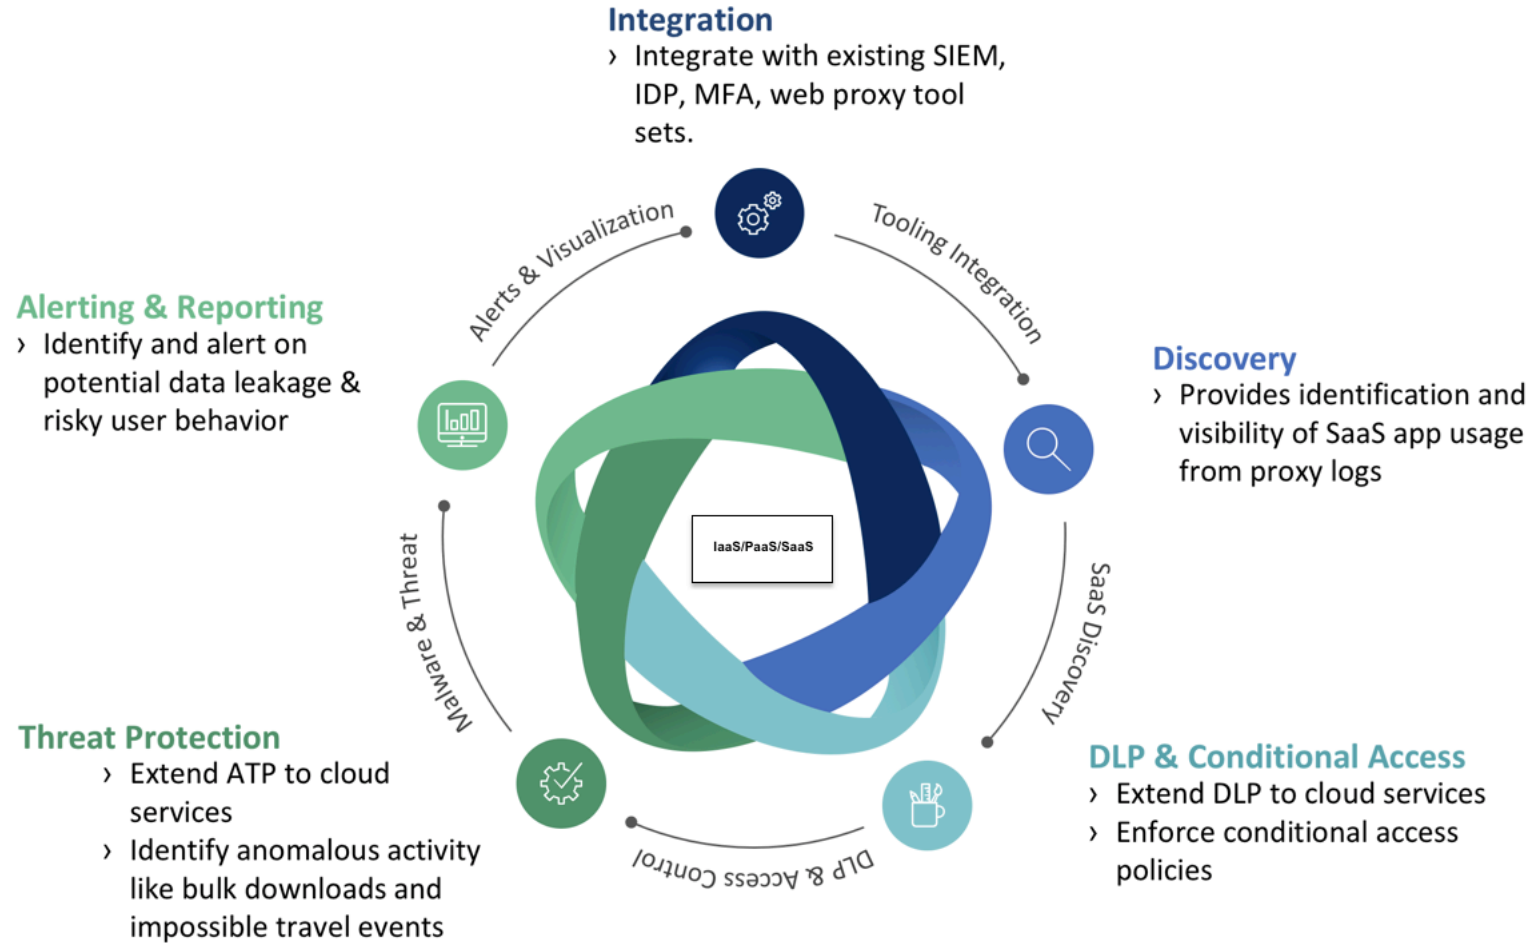 Integration
› Integrate with existing SIEM,
IDP, MFA, web proxy tool
sets.
Alerts & Visualization
Tooling Integration
Alerting & Reporting
› Identify and alert on
potential data leakage &
risky user behavior
Discovery
› Provides identification and
visibility of SaaS app usage
from proxy logs
IaaS/PaaS/SaaS
Malware & Threat
SaaS Discovery
Threat Protection
› Extend ATP to cloud
services
› Identify anomalous activity
like bulk downloads and
impossible travel events
DLP & Conditional Access
› Extend DLP to cloud services
› Enforce conditional access
policies
DLP & Access Control